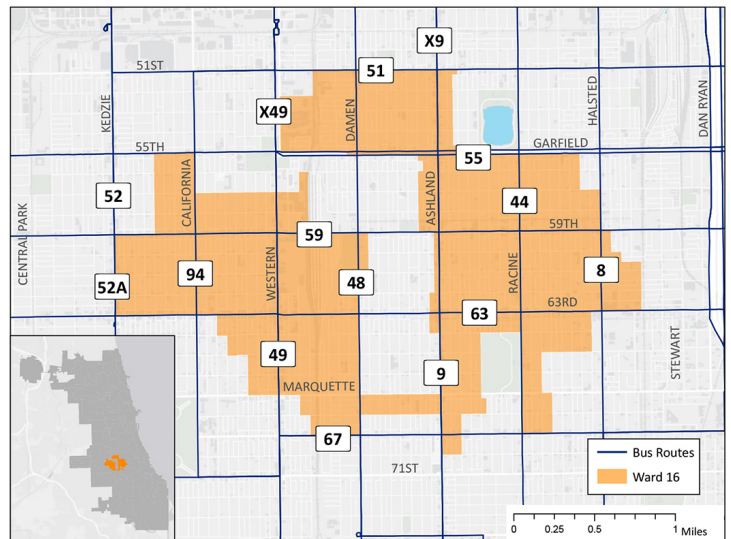 X9
51ST
51
KEDZIE
X49
DAMEN
HALSTED
DAN RYAN
55TH
GARFIELD
55
52
CALIFORNIA
ASHLAND
44
CENTRAL PARK
59
59TH
94
WESTERN
RACINE
8
52A
48
63RD
63
49
STEWART
MARQUETTE
9
67
71ST
Bus Routes
Ward 16
0 0.25 0.5 1 Miles